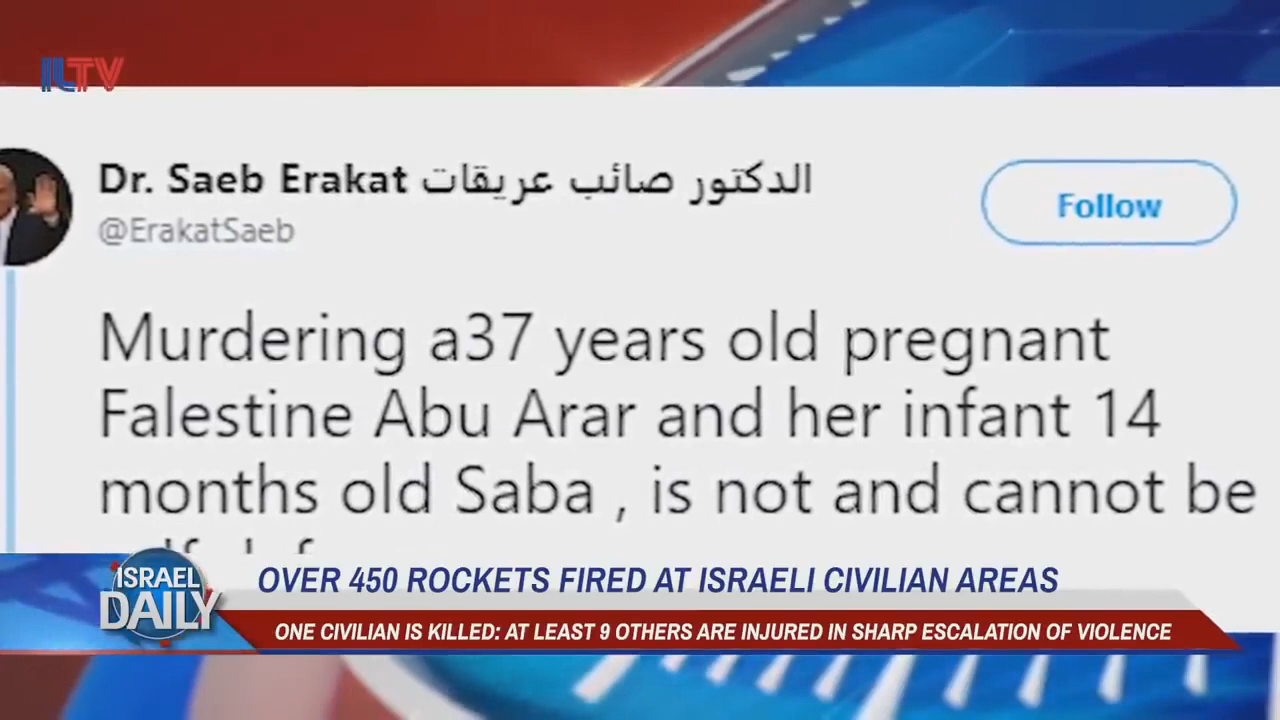 ILTV
Dr. Saeb Erakat الدكتور صائب عريقات
@ErakatSaeb
Follow
Murdering a37 years old pregnant
Falestine Abu Arar and her infant 14
months old Saba , is not and cannot be
ISRAEL
DAILY
OVER 450 ROCKETS FIRED AT ISRAELI CIVILIAN AREAS
ONE CIVILIAN IS KILLED: AT LEAST 9 OTHERS ARE INJURED IN SHARP ESCALATION OF VIOLENCE